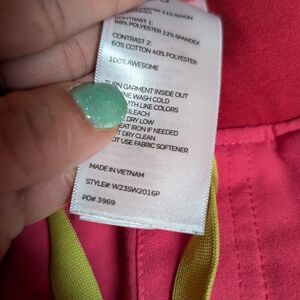 11% RAYON
CONTRAST 1:
88% POLYESTER 12% SPANDEX
CONTRAST 2:
60% COTTON 40% POLYESTER
100% AWESOME
TURN GARMENT INSIDE OUT
WASH COLD
WITH LIKE COLORS
BLEACH
DRY LOW
IRON IF NEEDED
DRY CLEAN
NOT USE FABRIC SOFTENER
MADE IN VIETNAM
STYLE#: W23SW2016P
PO# 3969